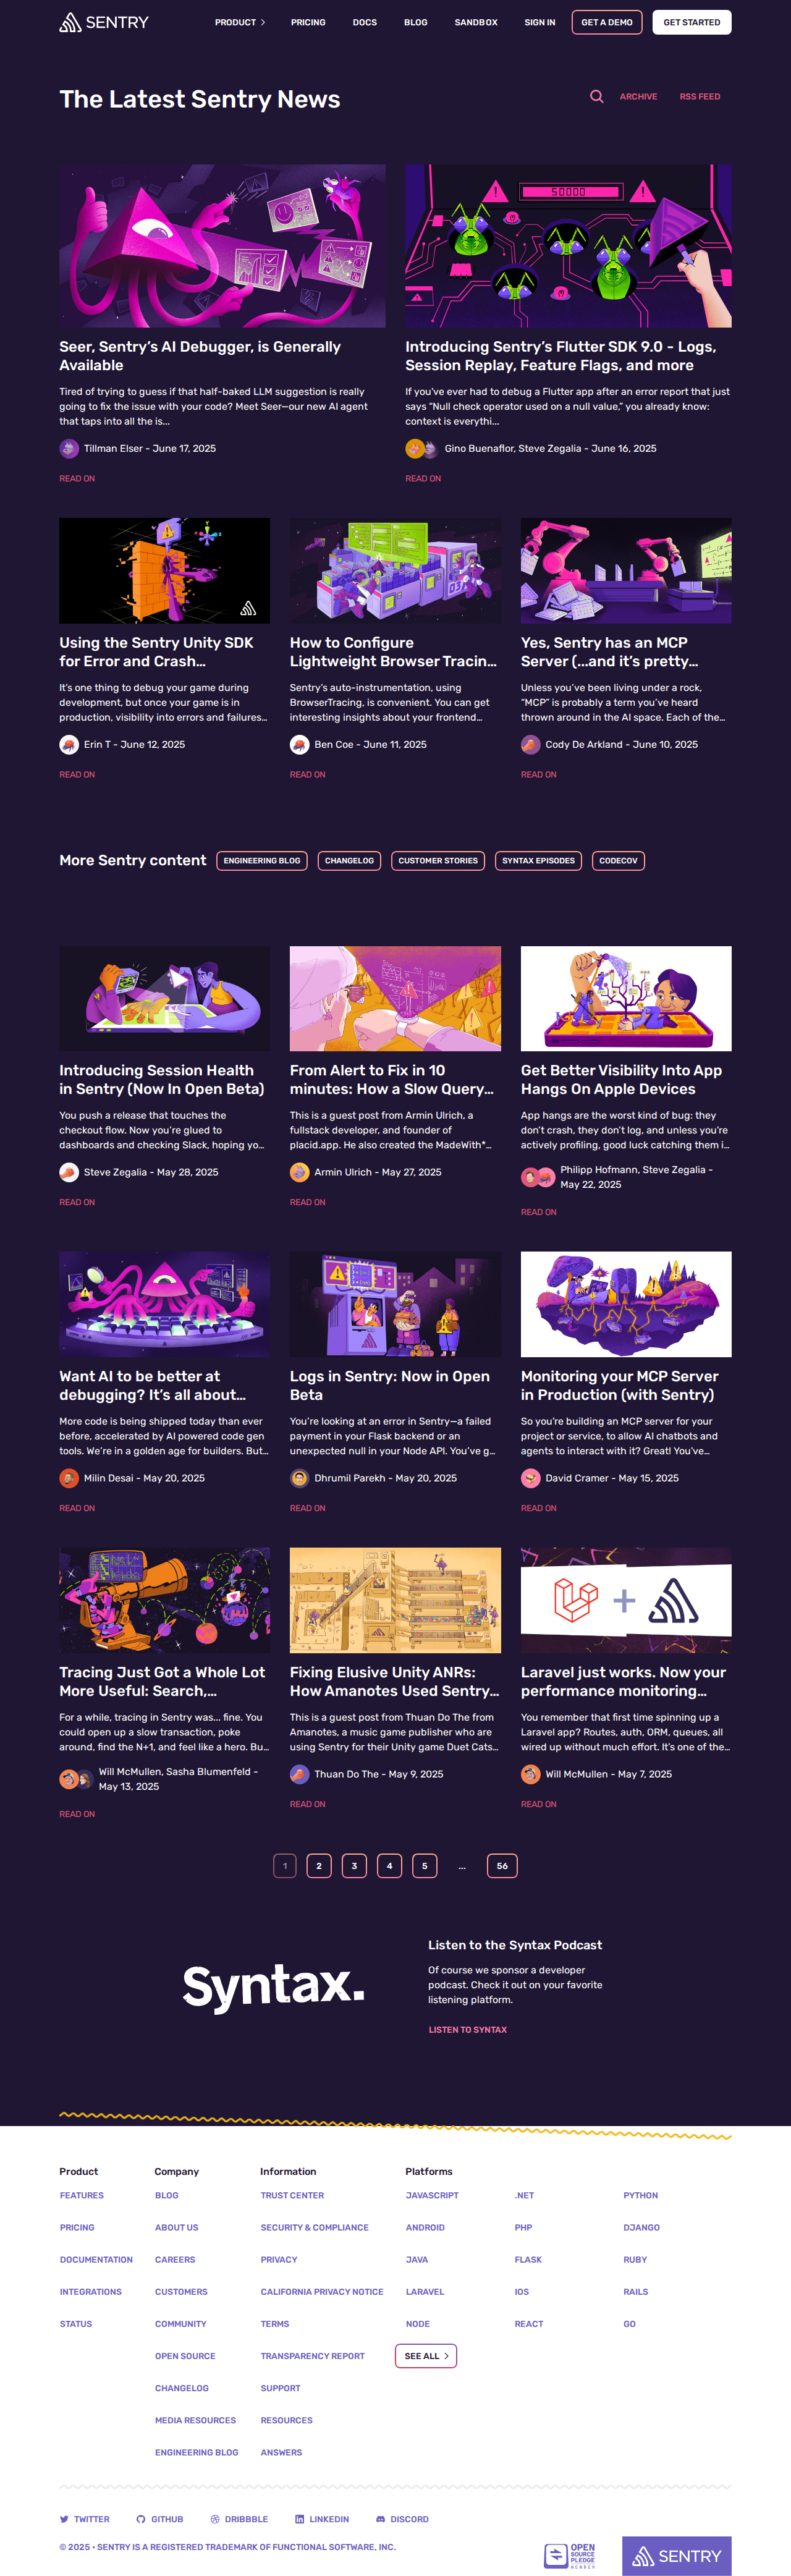 SENTRY
PRODUCT
PRICING
DOCS
BLOG
SANDBOX
SIGN IN
GET A DEMO
GET STARTED
The Latest Sentry News
ARCHIVE
RSS FEED
50000
Seer, Sentry’s AI Debugger, is Generally
Available
Tired of trying to guess if that half-baked LLM suggestion is really
going to fix the issue with your code? Meet Seer—our new AI agent
that taps into all the is...
Tillman Elser - June 17, 2025
READ ON
Introducing Sentry’s Flutter SDK 9.0 - Logs,
Session Replay, Feature Flags, and more
If you've ever had to debug a Flutter app after an error report that just
says “Null check operator used on a null value,” you already know:
context is everythi...
Gino Buenaflor, Steve Zegalia - June 16, 2025
READ ON
Using the Sentry Unity SDK
for Error and Crash...
It’s one thing to debug your game during
development, but once your game is in
production, visibility into errors and failures...
Erin T - June 12, 2025
READ ON
How to Configure
Lightweight Browser Tracin...
Sentry’s auto-instrumentation, using
BrowserTracing, is convenient. You can get
interesting insights about your frontend...
Ben Coe - June 11, 2025
READ ON
Yes, Sentry has an MCP
Server (...and it’s pretty...
Unless you’ve been living under a rock,
“MCP” is probably a term you’ve heard
thrown around in the AI space. Each of the...
Cody De Arkland - June 10, 2025
READ ON
More Sentry content
ENGINEERING BLOG
CHANGELOG
CUSTOMER STORIES
SYNTAX EPISODES
CODECOV
Introducing Session Health
in Sentry (Now In Open Beta)
You push a release that touches the
checkout flow. Now you’re glued to
dashboards and checking Slack, hoping yo...
Steve Zegalia - May 28, 2025
READ ON
From Alert to Fix in 10
minutes: How a Slow Query...
This is a guest post from Armin Ulrich, a
fullstack developer, and founder of
placid.app. He also created the MadeWith*...
Armin Ulrich - May 27, 2025
READ ON
Get Better Visibility Into App
Hangs On Apple Devices
App hangs are the worst kind of bug: they
don’t crash, they don’t log, and unless you’re
actively profiling, good luck catching them i...
Philipp Hofmann, Steve Zegalia -
May 22, 2025
READ ON
Want AI to be better at
debugging? It’s all about...
More code is being shipped today than ever
before, accelerated by AI powered code gen
tools. We’re in a golden age for builders. But...
Milin Desai - May 20, 2025
READ ON
Logs in Sentry: Now in Open
Beta
You’re looking at an error in Sentry—a failed
payment in your Flask backend or an
unexpected null in your Node API. You’ve g...
Dhrumil Parekh - May 20, 2025
READ ON
Monitoring your MCP Server
in Production (with Sentry)
So you're building an MCP server for your
project or service, to allow AI chatbots and
agents to interact with it? Great! You’ve...
David Cramer - May 15, 2025
READ ON
Tracing Just Got a Whole Lot
More Useful: Search,...
For a while, tracing in Sentry was... fine. You
could open up a slow transaction, poke
around, find the N+1, and feel like a hero. Bu...
Will McMullen, Sasha Blumenfeld -
May 13, 2025
READ ON
Fixing Elusive Unity ANRs:
How Amanotes Used Sentry...
This is a guest post from Thuan Do The from
Amanotes, a music game publisher who are
using Sentry for their Unity game Duet Cats...
Thuan Do The - May 9, 2025
READ ON
Laravel just works. Now your
performance monitoring...
You remember that first time spinning up a
Laravel app? Routes, auth, ORM, queues, all
wired up without much effort. It’s one of the...
Will McMullen - May 7, 2025
READ ON
1
2
3
4
5
...
56
Syntax.
Listen to the Syntax Podcast
Of course we sponsor a developer
podcast. Check it out on your favorite
listening platform.
LISTEN TO SYNTAX
Product
FEATURES
PRICING
DOCUMENTATION
INTEGRATIONS
STATUS
Company
BLOG
ABOUT US
CAREERS
CUSTOMERS
COMMUNITY
OPEN SOURCE
CHANGELOG
MEDIA RESOURCES
ENGINEERING BLOG
Information
TRUST CENTER
SECURITY & COMPLIANCE
PRIVACY
CALIFORNIA PRIVACY NOTICE
TERMS
TRANSPARENCY REPORT
SUPPORT
RESOURCES
ANSWERS
Platforms
JAVASCRIPT
ANDROID
JAVA
LARAVEL
NODE
.NET
PHP
FLASK
IOS
REACT
PYTHON
DJANGO
RUBY
RAILS
GO
SEE ALL
TWITTER
GITHUB
DRIBBBLE
LINKEDIN
DISCORD
© 2025 • SENTRY IS A REGISTERED TRADEMARK OF FUNCTIONAL SOFTWARE, INC.
OPEN
SOURCE
PLEDGE
MEMBER
SENTRY